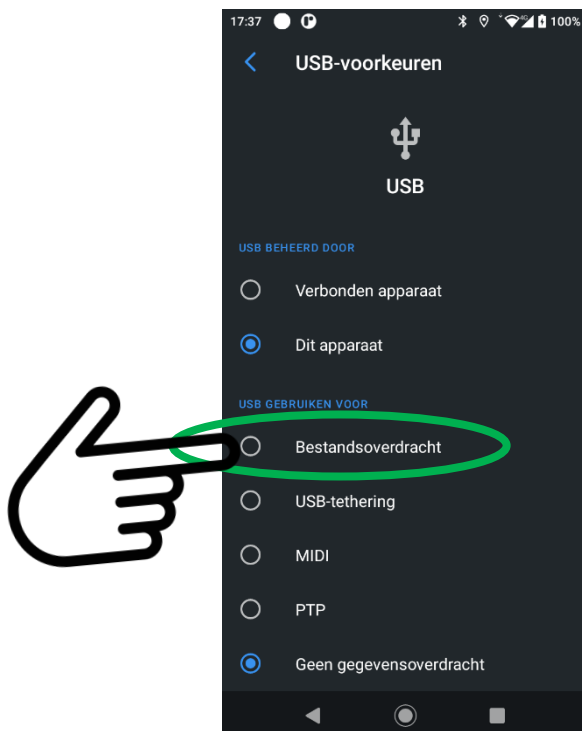 17:37
4G
100%
USB-voorkeuren
USB
USB BEHEERD DOOR
Verbonden apparaat
Dit apparaat
USB GEBRUIKEN VOOR
Bestandsoverdracht
USB-tethering
MIDI
PTP
Geen gegevensoverdracht